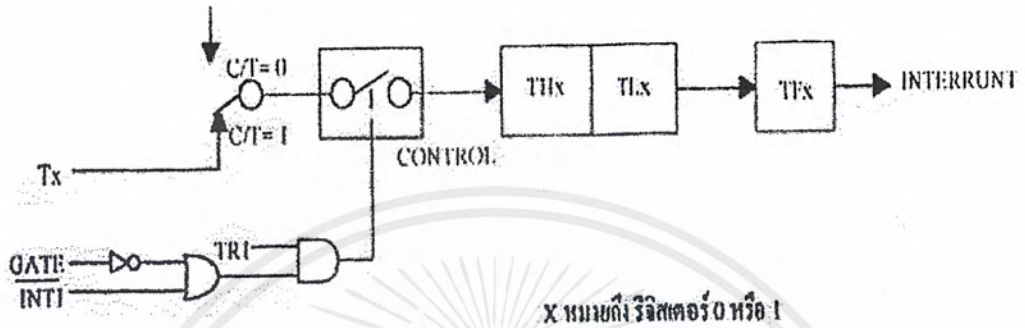 C/T= 0
C/T= 1
CONTROL
THx
TLx
TFx
INTERRUNT
Tx
TR1
GATE
INT1
X หมายถึง รีจิสเตอร์ 0 หรือ 1